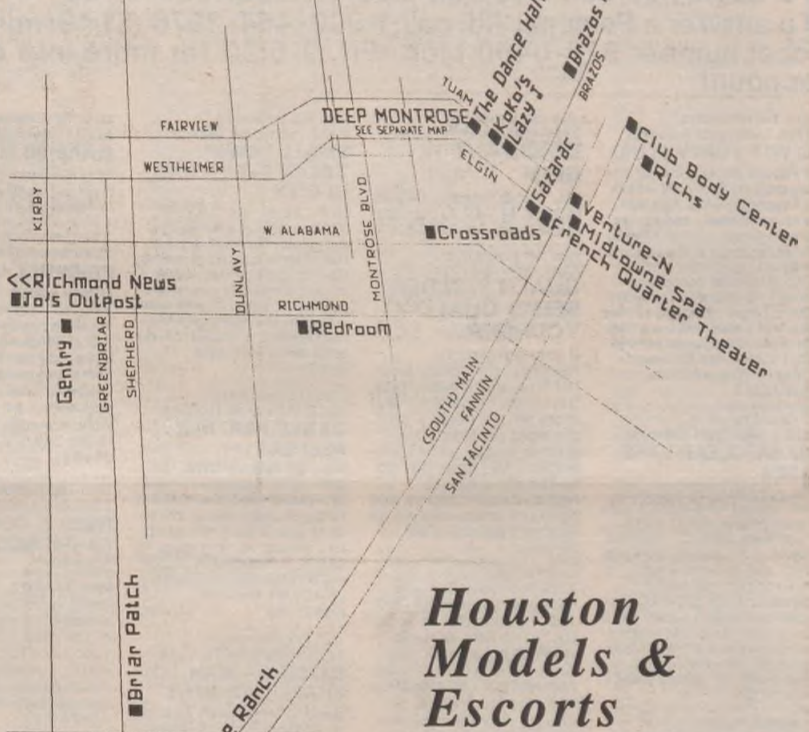 TUAM
■The Dance Hall
■Koko's
■Lazy J
■Brazos
BRAZOS
FAIRVIEW
DEEP MONTROSE
SEE SEPARATE MAP
WESTHEIMER
ELGIN
■Club Body Center
■Richs
KIRBY
MONTROSE BLVD
■Sazarac
■Venture-N
■Midtowne Spa
■French Quarter Theater
W. ALABAMA
■Crossroads
DUNLAVY
<<Richmond News
■Jo's Outpost
RICHMOND
■Redroom
Gentry ■
GREENBRIAR
SHEPHERD
(SOUTH) MAIN
FANNIN
SAN JACINTO
■Briar Patch
Ranch
Houston
Models &
Escorts